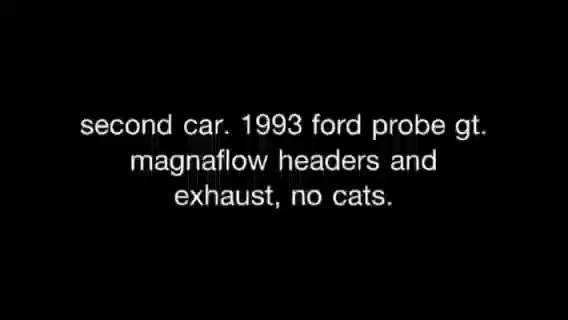 second car. 1993 ford probe gt.
magnaflow headers and
exhaust, no cats.